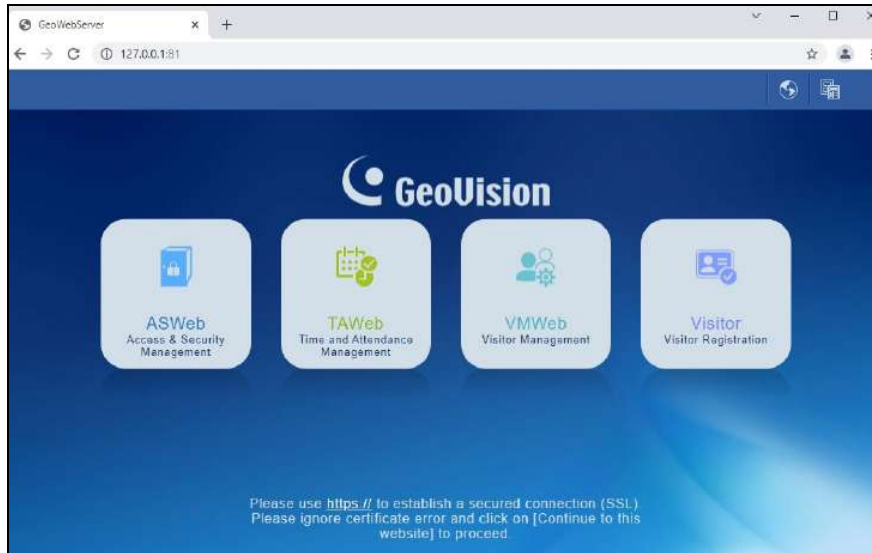 GeoWebServer
127.0.0.1:81
GeoVision
ASWeb
Access & Security
Management
TAWeb
Time and Attendance
Management
VMWeb
Visitor Management
Visitor
Visitor Registration
Please use https:// to establish a secured connection (SSL)
Please ignore certificate error and click on [Continue to this
website] to proceed.